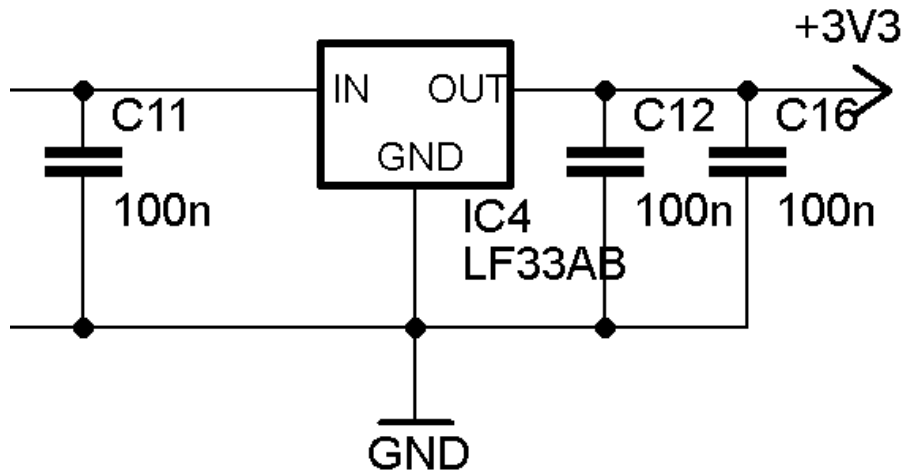 +3V3
IN
OUT
GND
C11
100n
IC4
LF33AB
C12
100n
C16
100n
GND